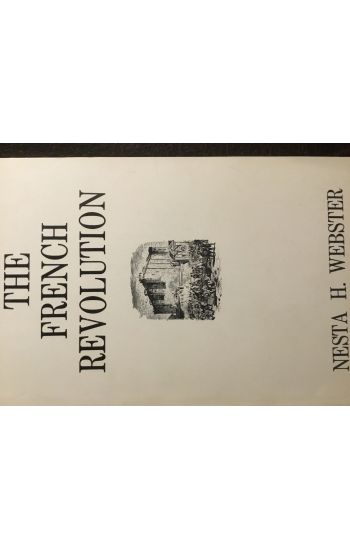 THE
FRENCH
REVOLUTION
NESTA H. WEBSTER